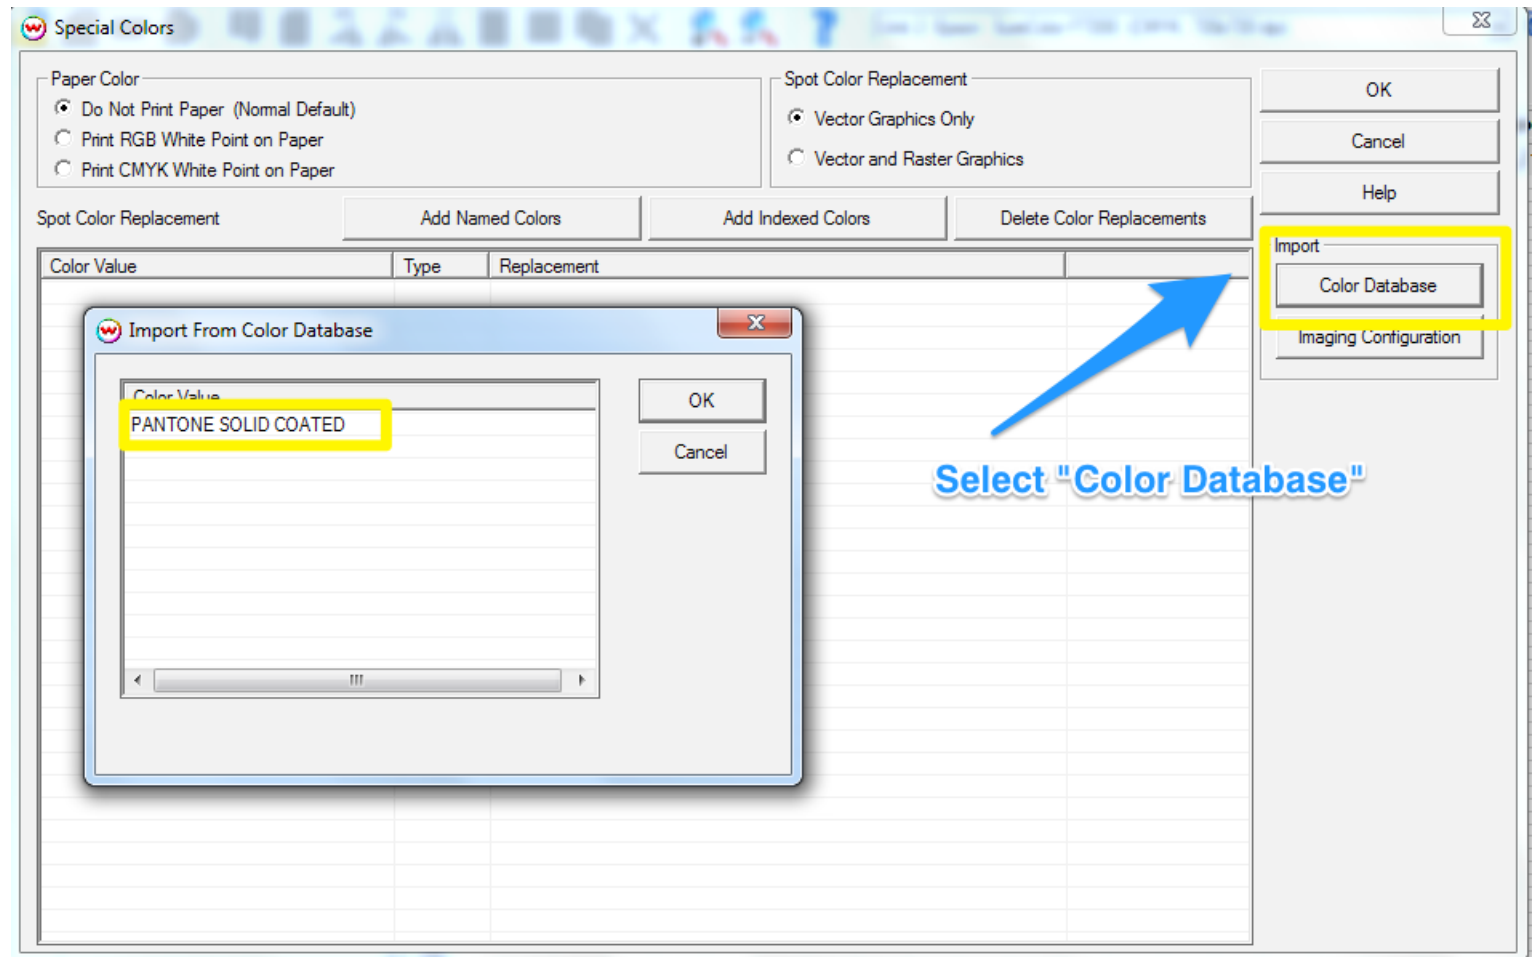 Special Colors
Paper Color
Do Not Print Paper (Normal Default)
Print RGB White Point on Paper
Print CMYK White Point on Paper
Spot Color Replacement
Vector Graphics Only
Vector and Raster Graphics
OK
Cancel
Help
Spot Color Replacement
Add Named Colors
Add Indexed Colors
Delete Color Replacements
Import
Color Database
Imaging Configuration
Color Value Type Replacement
Import From Color Database
Color Value
PANTONE SOLID COATED
OK
Cancel
Select "Color Database"